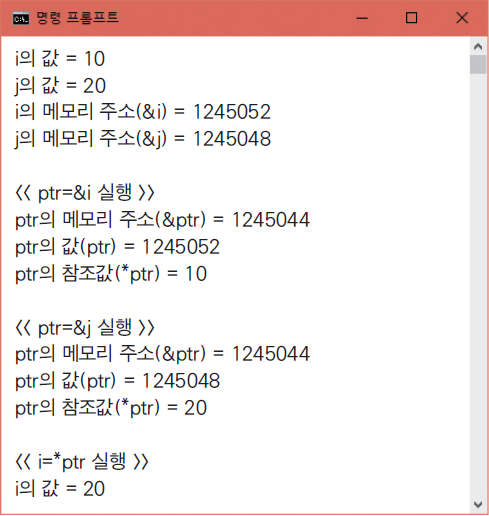 명령 프롬프트
i의 값 = 10
j의 값 = 20
i의 메모리 주소(&i) = 1245052
j의 메모리 주소(&j) = 1245048
<< ptr=&i 실행 >>
ptr의 메모리 주소(&ptr) = 1245044
ptr의 값(ptr) = 1245052
ptr의 참조값(*ptr) = 10
<< ptr=&j 실행 >>
ptr의 메모리 주소(&ptr) = 1245044
ptr의 값(ptr) = 1245048
ptr의 참조값(*ptr) = 20
<< i=*ptr 실행 >>
i의 값 = 20